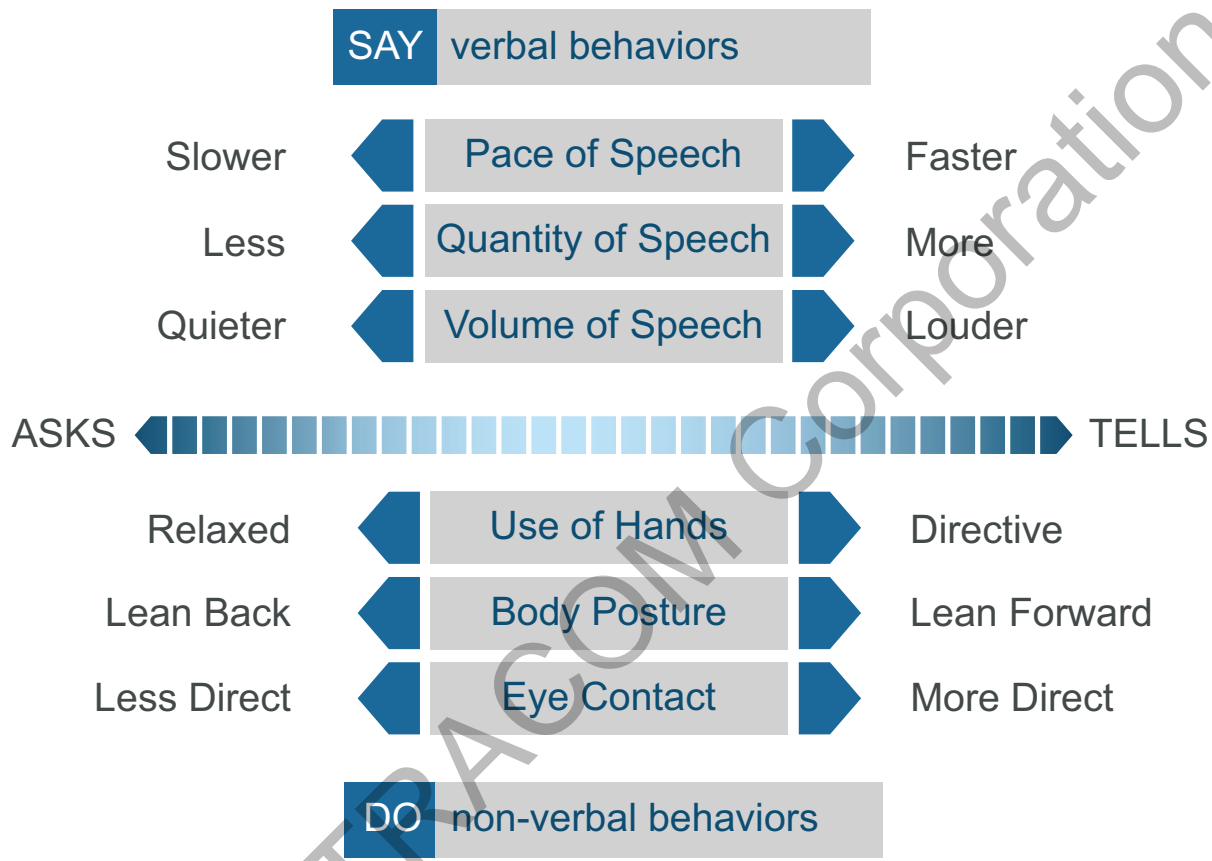 SAY verbal behaviors
Slower Pace of Speech Faster
Less Quantity of Speech More
Quieter Volume of Speech Louder
ASKS TELLS
Relaxed Use of Hands Directive
Lean Back Body Posture Lean Forward
Less Direct Eye Contact More Direct
DO non-verbal behaviors
TRACOM Corporation